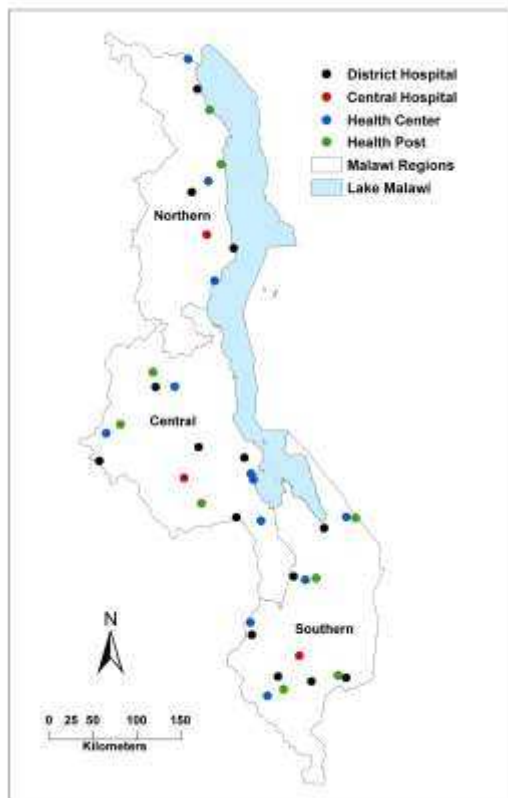 District Hospital
Central Hospital
Health Center
Health Post
Malawi Regions
Lake Malawi
Northern
Central
Southern
N
0 25 50 100 150
Kilometers